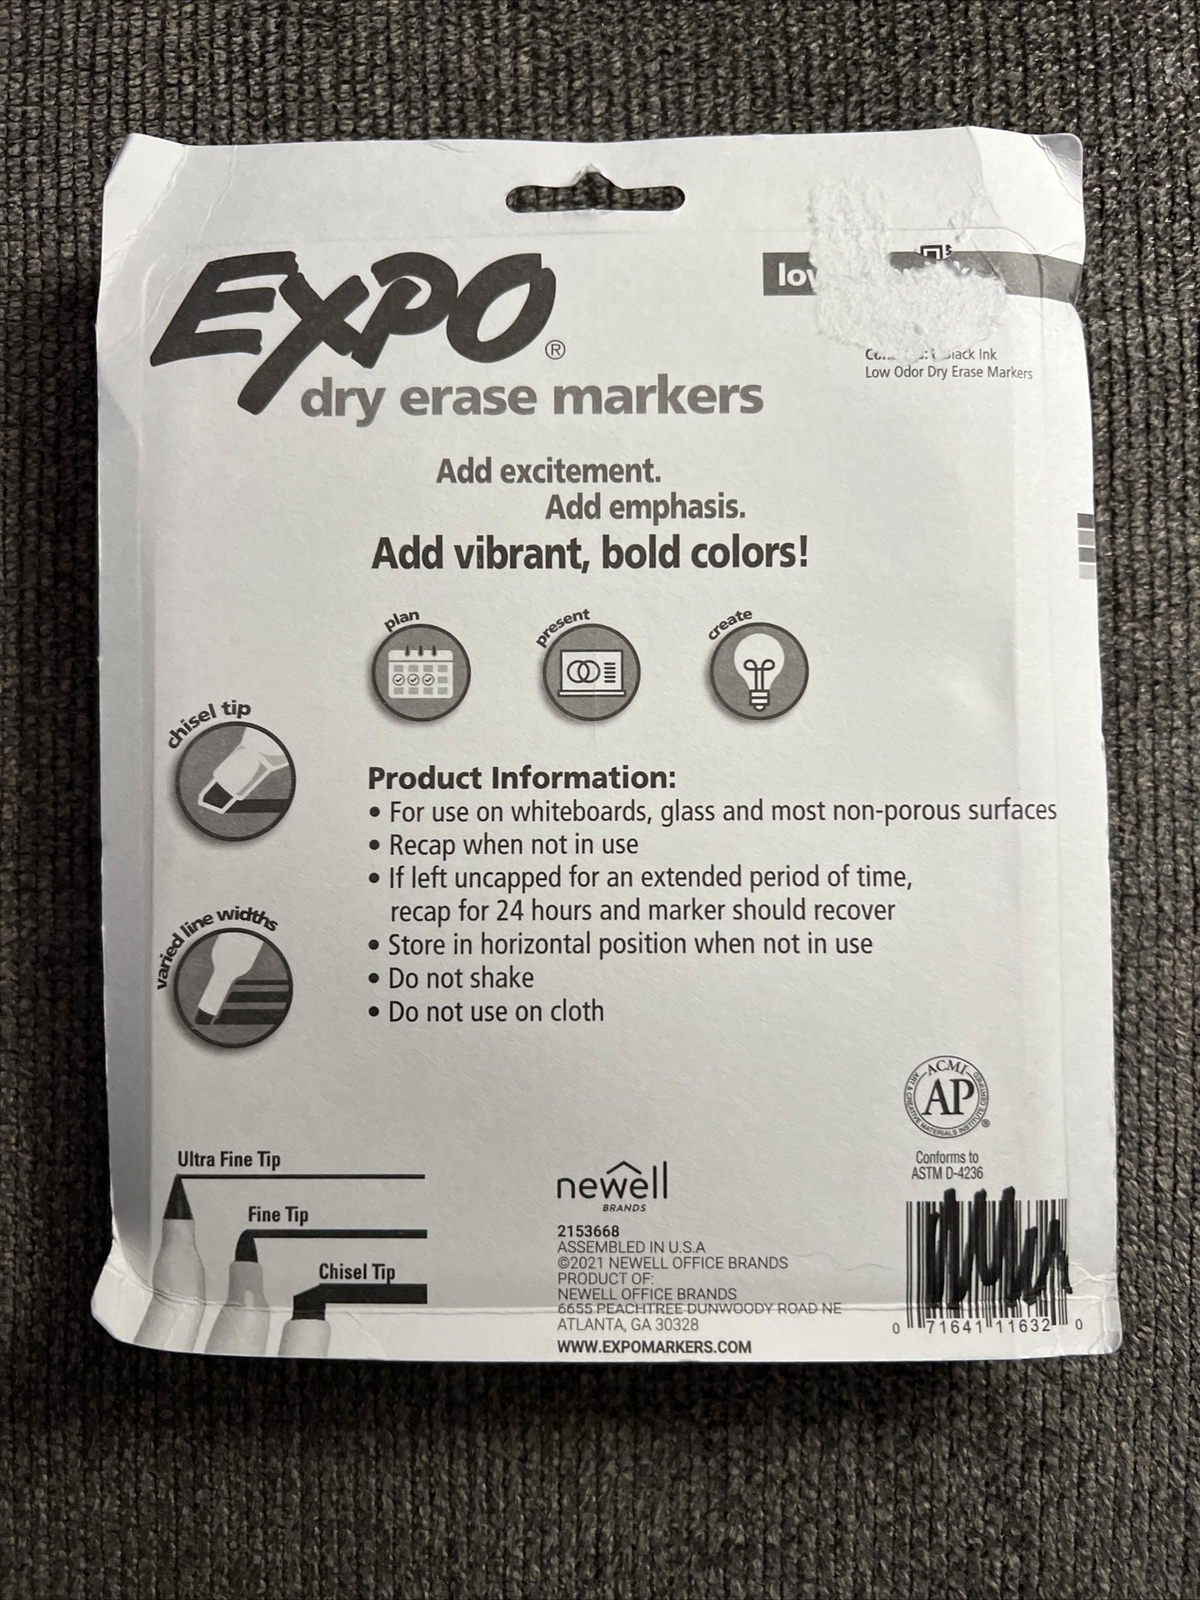 EXPO®
dry erase markers
low
Black Ink
Low Odor Dry Erase Markers
Add excitement.
Add emphasis.
Add vibrant, bold colors!
plan
present
create
chisel tip
varied line widths
Product Information:
• For use on whiteboards, glass and most non-porous surfaces
• Recap when not in use
• If left uncapped for an extended period of time,
recap for 24 hours and marker should recover
• Store in horizontal position when not in use
• Do not shake
• Do not use on cloth
ACMI
AP
ART & CREATIVE MATERIALS INSTITUTE CERTIFIED
®
Conforms to
ASTM D-4236
Ultra Fine Tip
Fine Tip
Chisel Tip
newell
BRANDS
2153668
ASSEMBLED IN U.S.A
©2021 NEWELL OFFICE BRANDS
PRODUCT OF:
NEWELL OFFICE BRANDS
6655 PEACHTREE DUNWOODY ROAD NE
ATLANTA, GA 30328
WWW.EXPOMARKERS.COM
0 71641 11632 0